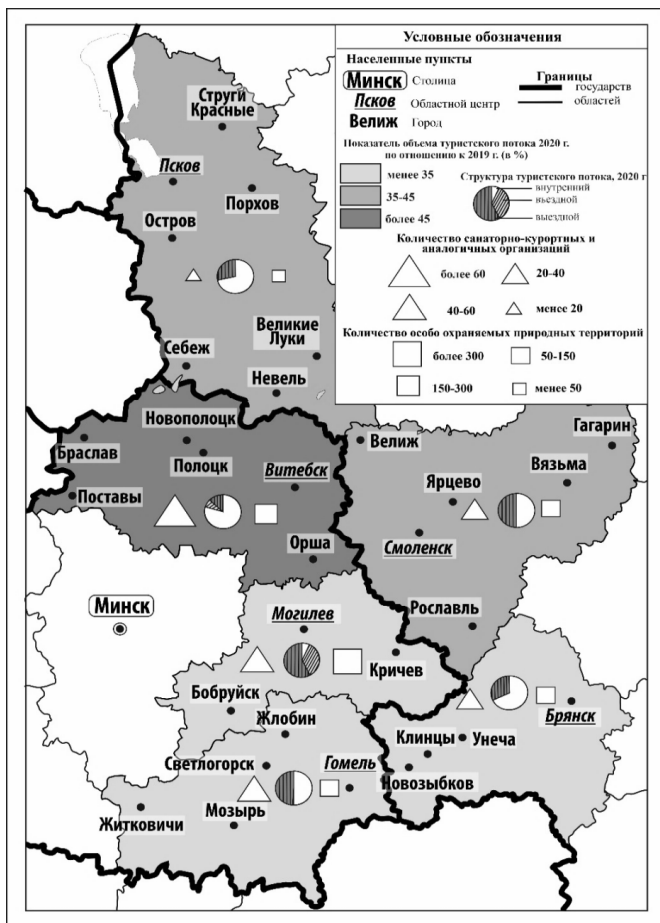 Условные обозначения
Населенные пункты
Минск Столица
Псков Областной центр
Велиж Город
Границы
государств
областей
Показатель объема туристского потока 2020 г.
по отношению к 2019 г. (в %)
менее 35
35-45
более 45
Структура туристского потока, 2020 г
внутренний
въездной
выездной
Количество санаторно-курортных и
аналогичных организаций
более 60
20-40
40-60
менее 20
Количество особо охраняемых природных территорий
более 300
50-150
150-300
менее 50
Струги
Красные
Псков
Порхов
Остров
Великие
Луки
Себеж
Невель
Новополоцк
Браслав
Полоцк
Витебск
Поставы
Орша
Велиж
Гагарин
Вязьма
Ярцево
Смоленск
Рославль
Минск
Могилев
Кричев
Бобруйск
Жлобин
Светлогорск
Гомель
Мозырь
Житковичи
Брянск
Клинцы
Унеча
Новозыбков